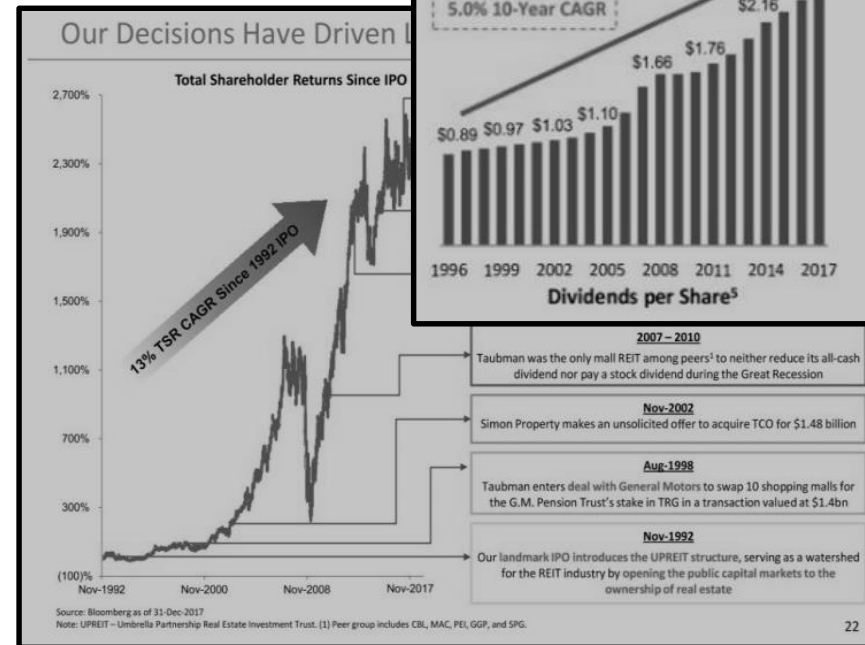 Our Decisions Have Driven
Total Shareholder Returns Since IPO
2,700%
2,300%
1,900%
1,500%
1,100%
700%
300%
(100)%
Nov-1992 Nov-2000 Nov-2008 Nov-2017
13% TSR CAGR Since 1992 IPO
5.0% 10-Year CAGR
$0.89 $0.97 $1.03 $1.10 $1.66 $1.76 $2.16
1996 1999 2002 2005 2008 2011 2014 2017
Dividends per Share⁵
2007 – 2010
Taubman was the only mall REIT among peers¹ to neither reduce its all-cash
dividend nor pay a stock dividend during the Great Recession
Nov-2002
Simon Property makes an unsolicited offer to acquire TCO for $1.48 billion
Aug-1998
Taubman enters deal with General Motors to swap 10 shopping malls for
the G.M. Pension Trust's stake in TRG in a transaction valued at $1.4bn
Nov-1992
Our landmark IPO introduces the UPREIT structure, serving as a watershed
for the REIT industry by opening the public capital markets to the
ownership of real estate
Source: Bloomberg as of 31-Dec-2017
Note: UPREIT – Umbrella Partnership Real Estate Investment Trust. (1) Peer group includes CBL, MAC, PEI, GGP, and SPG.
22